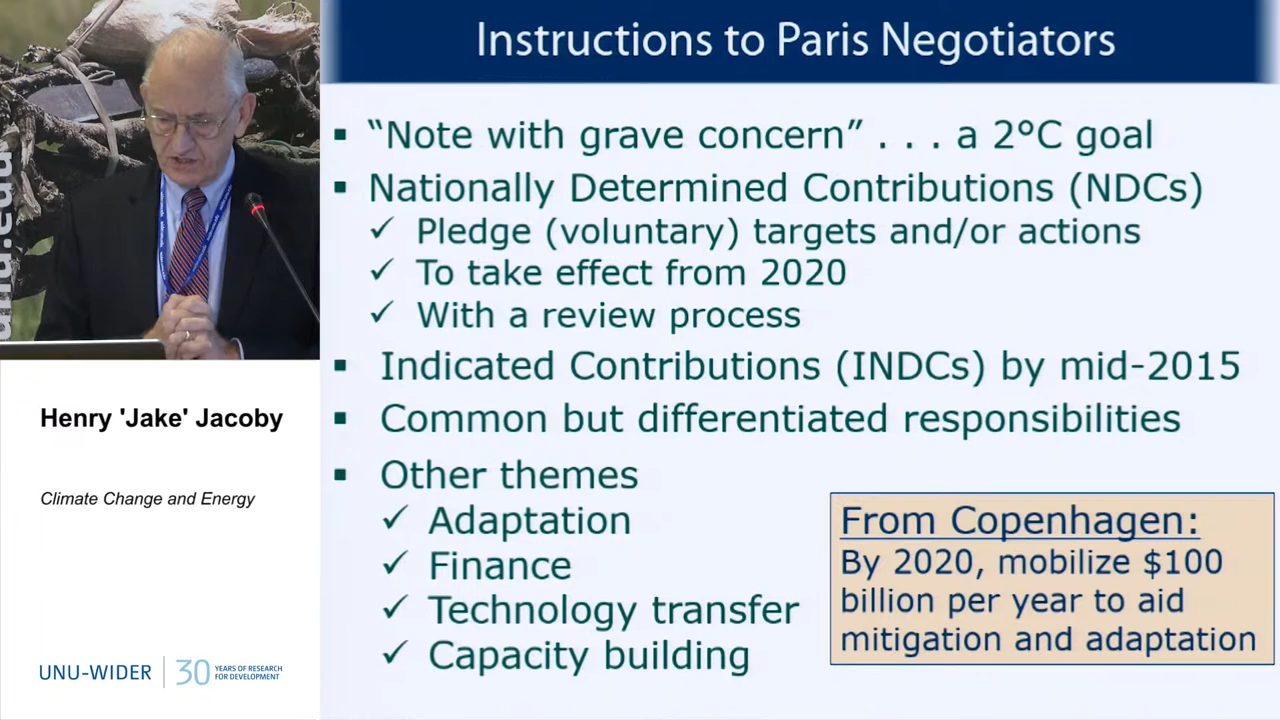 Instructions to Paris Negotiators
▪ “Note with grave concern” . . . a 2°C goal
▪ Nationally Determined Contributions (NDCs)
✓ Pledge (voluntary) targets and/or actions
✓ To take effect from 2020
✓ With a review process
▪ Indicated Contributions (INDCs) by mid-2015
▪ Common but differentiated responsibilities
▪ Other themes
✓ Adaptation
✓ Finance
✓ Technology transfer
✓ Capacity building
From Copenhagen:
By 2020, mobilize $100
billion per year to aid
mitigation and adaptation
Henry 'Jake' Jacoby
Climate Change and Energy
UNU-WIDER
30 YEARS OF RESEARCH
FOR DEVELOPMENT
unu.edu